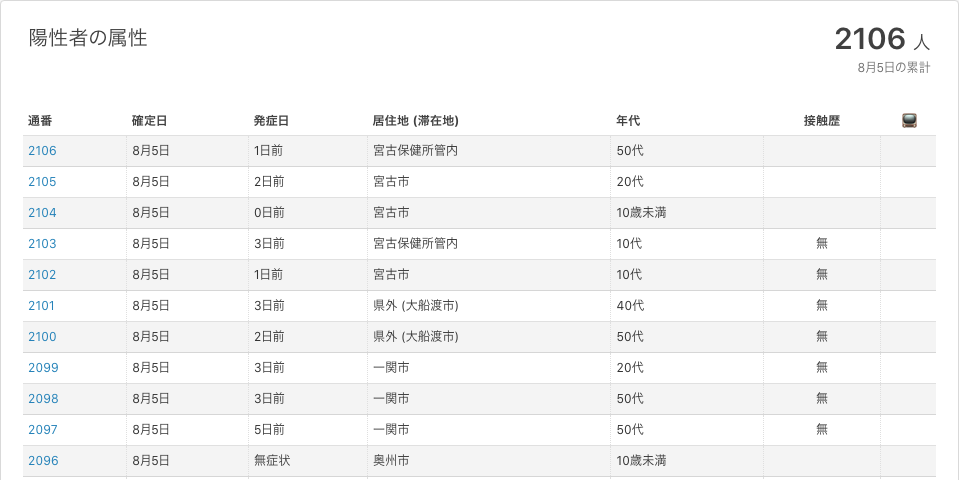 陽性者の属性
2106 人
8月5日の累計
通番 確定日 発症日 居住地 (滞在地) 年代 接触歴
2106 8月5日 1日前 宮古保健所管内 50代
2105 8月5日 2日前 宮古市 20代
2104 8月5日 0日前 宮古市 10歳未満
2103 8月5日 3日前 宮古保健所管内 10代 無
2102 8月5日 1日前 宮古市 10代 無
2101 8月5日 3日前 県外 (大船渡市) 40代 無
2100 8月5日 2日前 県外 (大船渡市) 50代 無
2099 8月5日 3日前 一関市 20代 無
2098 8月5日 3日前 一関市 50代 無
2097 8月5日 5日前 一関市 50代 無
2096 8月5日 無症状 奥州市 10歳未満